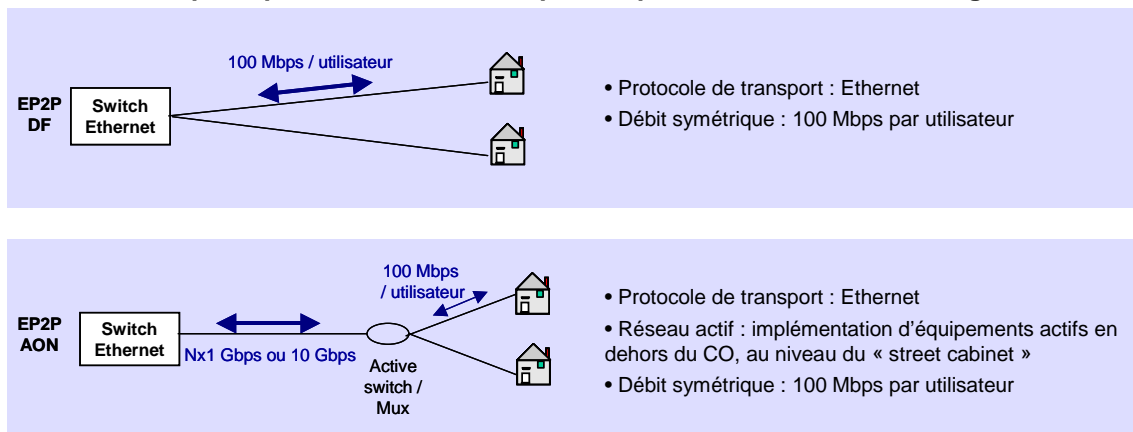 100 Mbps / utilisateur
EP2P
DF
Switch
Ethernet
• Protocole de transport : Ethernet
• Débit symétrique : 100 Mbps par utilisateur
100 Mbps
/ utilisateur
EP2P
AON
Switch
Ethernet
Nx1 Gbps ou 10 Gbps
Active
switch /
Mux
• Protocole de transport : Ethernet
• Réseau actif : implémentation d’équipements actifs en
dehors du CO, au niveau du « street cabinet »
• Débit symétrique : 100 Mbps par utilisateur